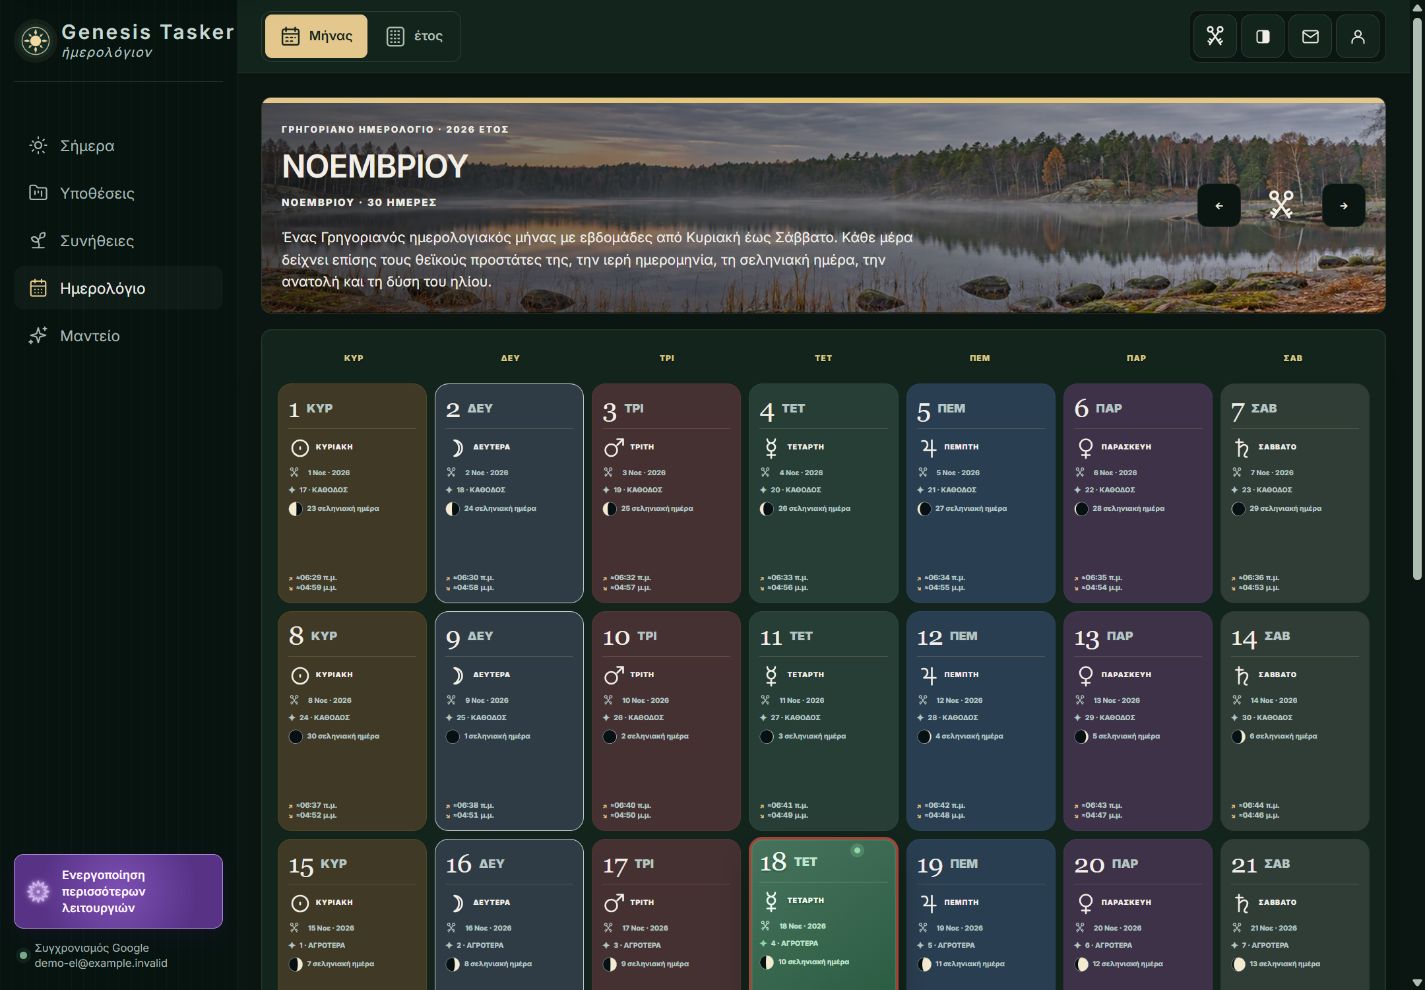 Genesis Tasker
ἡμερολόγιον
Μήνας
έτος
Σήμερα
Υποθέσεις
Συνήθειες
Ημερολόγιο
Μαντείο
Ενεργοποίηση
περισσότερων
λειτουργιών
Συγχρονισμός Google
demo-el@example.invalid
ΓΡΗΓΟΡΙΑΝΟ ΗΜΕΡΟΛΟΓΙΟ · 2026 ΕΤΟΣ
ΝΟΕΜΒΡΙΟΥ
ΝΟΕΜΒΡΙΟΥ · 30 ΗΜΕΡΕΣ
Ένας Γρηγοριανός ημερολογιακός μήνας με εβδομάδες από Κυριακή έως Σάββατο. Κάθε μέρα
δείχνει επίσης τους θεϊκούς προστάτες της, την ιερή ημερομηνία, τη σεληνιακή ημέρα, την
ανατολή και τη δύση του ηλίου.
ΚΥΡ ΔΕΥ ΤΡΙ ΤΕΤ ΠΕΜ ΠΑΡ ΣΑΒ
1 ΚΥΡ 2 ΔΕΥ 3 ΤΡΙ 4 ΤΕΤ 5 ΠΕΜ 6 ΠΑΡ 7 ΣΑΒ
ΚΥΡΙΑΚΗ ΔΕΥΤΕΡΑ ΤΡΙΤΗ ΤΕΤΑΡΤΗ ΠΕΜΠΤΗ ΠΑΡΑΣΚΕΥΗ ΣΑΒΒΑΤΟ
1 Νοε · 2026 2 Νοε · 2026 3 Νοε · 2026 4 Νοε · 2026 5 Νοε · 2026 6 Νοε · 2026 7 Νοε · 2026
17 · ΚΑΘΟΔΟΣ 18 · ΚΑΘΟΔΟΣ 19 · ΚΑΘΟΔΟΣ 20 · ΚΑΘΟΔΟΣ 21 · ΚΑΘΟΔΟΣ 22 · ΚΑΘΟΔΟΣ 23 · ΚΑΘΟΔΟΣ
23 σεληνιακή ημέρα 24 σεληνιακή ημέρα 25 σεληνιακή ημέρα 26 σεληνιακή ημέρα 27 σεληνιακή ημέρα 28 σεληνιακή ημέρα 29 σεληνιακή ημέρα
≈06:29 π.μ. ≈06:30 π.μ. ≈06:32 π.μ. ≈06:33 π.μ. ≈06:34 π.μ. ≈06:35 π.μ. ≈06:36 π.μ.
≈04:59 μ.μ. ≈04:58 μ.μ. ≈04:57 μ.μ. ≈04:56 μ.μ. ≈04:55 μ.μ. ≈04:54 μ.μ. ≈04:53 μ.μ.
8 ΚΥΡ 9 ΔΕΥ 10 ΤΡΙ 11 ΤΕΤ 12 ΠΕΜ 13 ΠΑΡ 14 ΣΑΒ
ΚΥΡΙΑΚΗ ΔΕΥΤΕΡΑ ΤΡΙΤΗ ΤΕΤΑΡΤΗ ΠΕΜΠΤΗ ΠΑΡΑΣΚΕΥΗ ΣΑΒΒΑΤΟ
8 Νοε · 2026 9 Νοε · 2026 10 Νοε · 2026 11 Νοε · 2026 12 Νοε · 2026 13 Νοε · 2026 14 Νοε · 2026
24 · ΚΑΘΟΔΟΣ 25 · ΚΑΘΟΔΟΣ 26 · ΚΑΘΟΔΟΣ 27 · ΚΑΘΟΔΟΣ 28 · ΚΑΘΟΔΟΣ 29 · ΚΑΘΟΔΟΣ 30 · ΚΑΘΟΔΟΣ
30 σεληνιακή ημέρα 1 σεληνιακή ημέρα 2 σεληνιακή ημέρα 3 σεληνιακή ημέρα 4 σεληνιακή ημέρα 5 σεληνιακή ημέρα 6 σεληνιακή ημέρα
≈06:37 π.μ. ≈06:38 π.μ. ≈06:40 π.μ. ≈06:41 π.μ. ≈06:42 π.μ. ≈06:43 π.μ. ≈06:44 π.μ.
≈04:52 μ.μ. ≈04:51 μ.μ. ≈04:50 μ.μ. ≈04:49 μ.μ. ≈04:48 μ.μ. ≈04:47 μ.μ. ≈04:46 μ.μ.
15 ΚΥΡ 16 ΔΕΥ 17 ΤΡΙ 18 ΤΕΤ 19 ΠΕΜ 20 ΠΑΡ 21 ΣΑΒ
ΚΥΡΙΑΚΗ ΔΕΥΤΕΡΑ ΤΡΙΤΗ ΤΕΤΑΡΤΗ ΠΕΜΠΤΗ ΠΑΡΑΣΚΕΥΗ ΣΑΒΒΑΤΟ
15 Νοε · 2026 16 Νοε · 2026 17 Νοε · 2026 18 Νοε · 2026 19 Νοε · 2026 20 Νοε · 2026 21 Νοε · 2026
1 · ΑΓΡΟΤΕΡΑ 2 · ΑΓΡΟΤΕΡΑ 3 · ΑΓΡΟΤΕΡΑ 4 · ΑΓΡΟΤΕΡΑ 5 · ΑΓΡΟΤΕΡΑ 6 · ΑΓΡΟΤΕΡΑ 7 · ΑΓΡΟΤΕΡΑ
7 σεληνιακή ημέρα 8 σεληνιακή ημέρα 9 σεληνιακή ημέρα 10 σεληνιακή ημέρα 11 σεληνιακή ημέρα 12 σεληνιακή ημέρα 13 σεληνιακή ημέρα